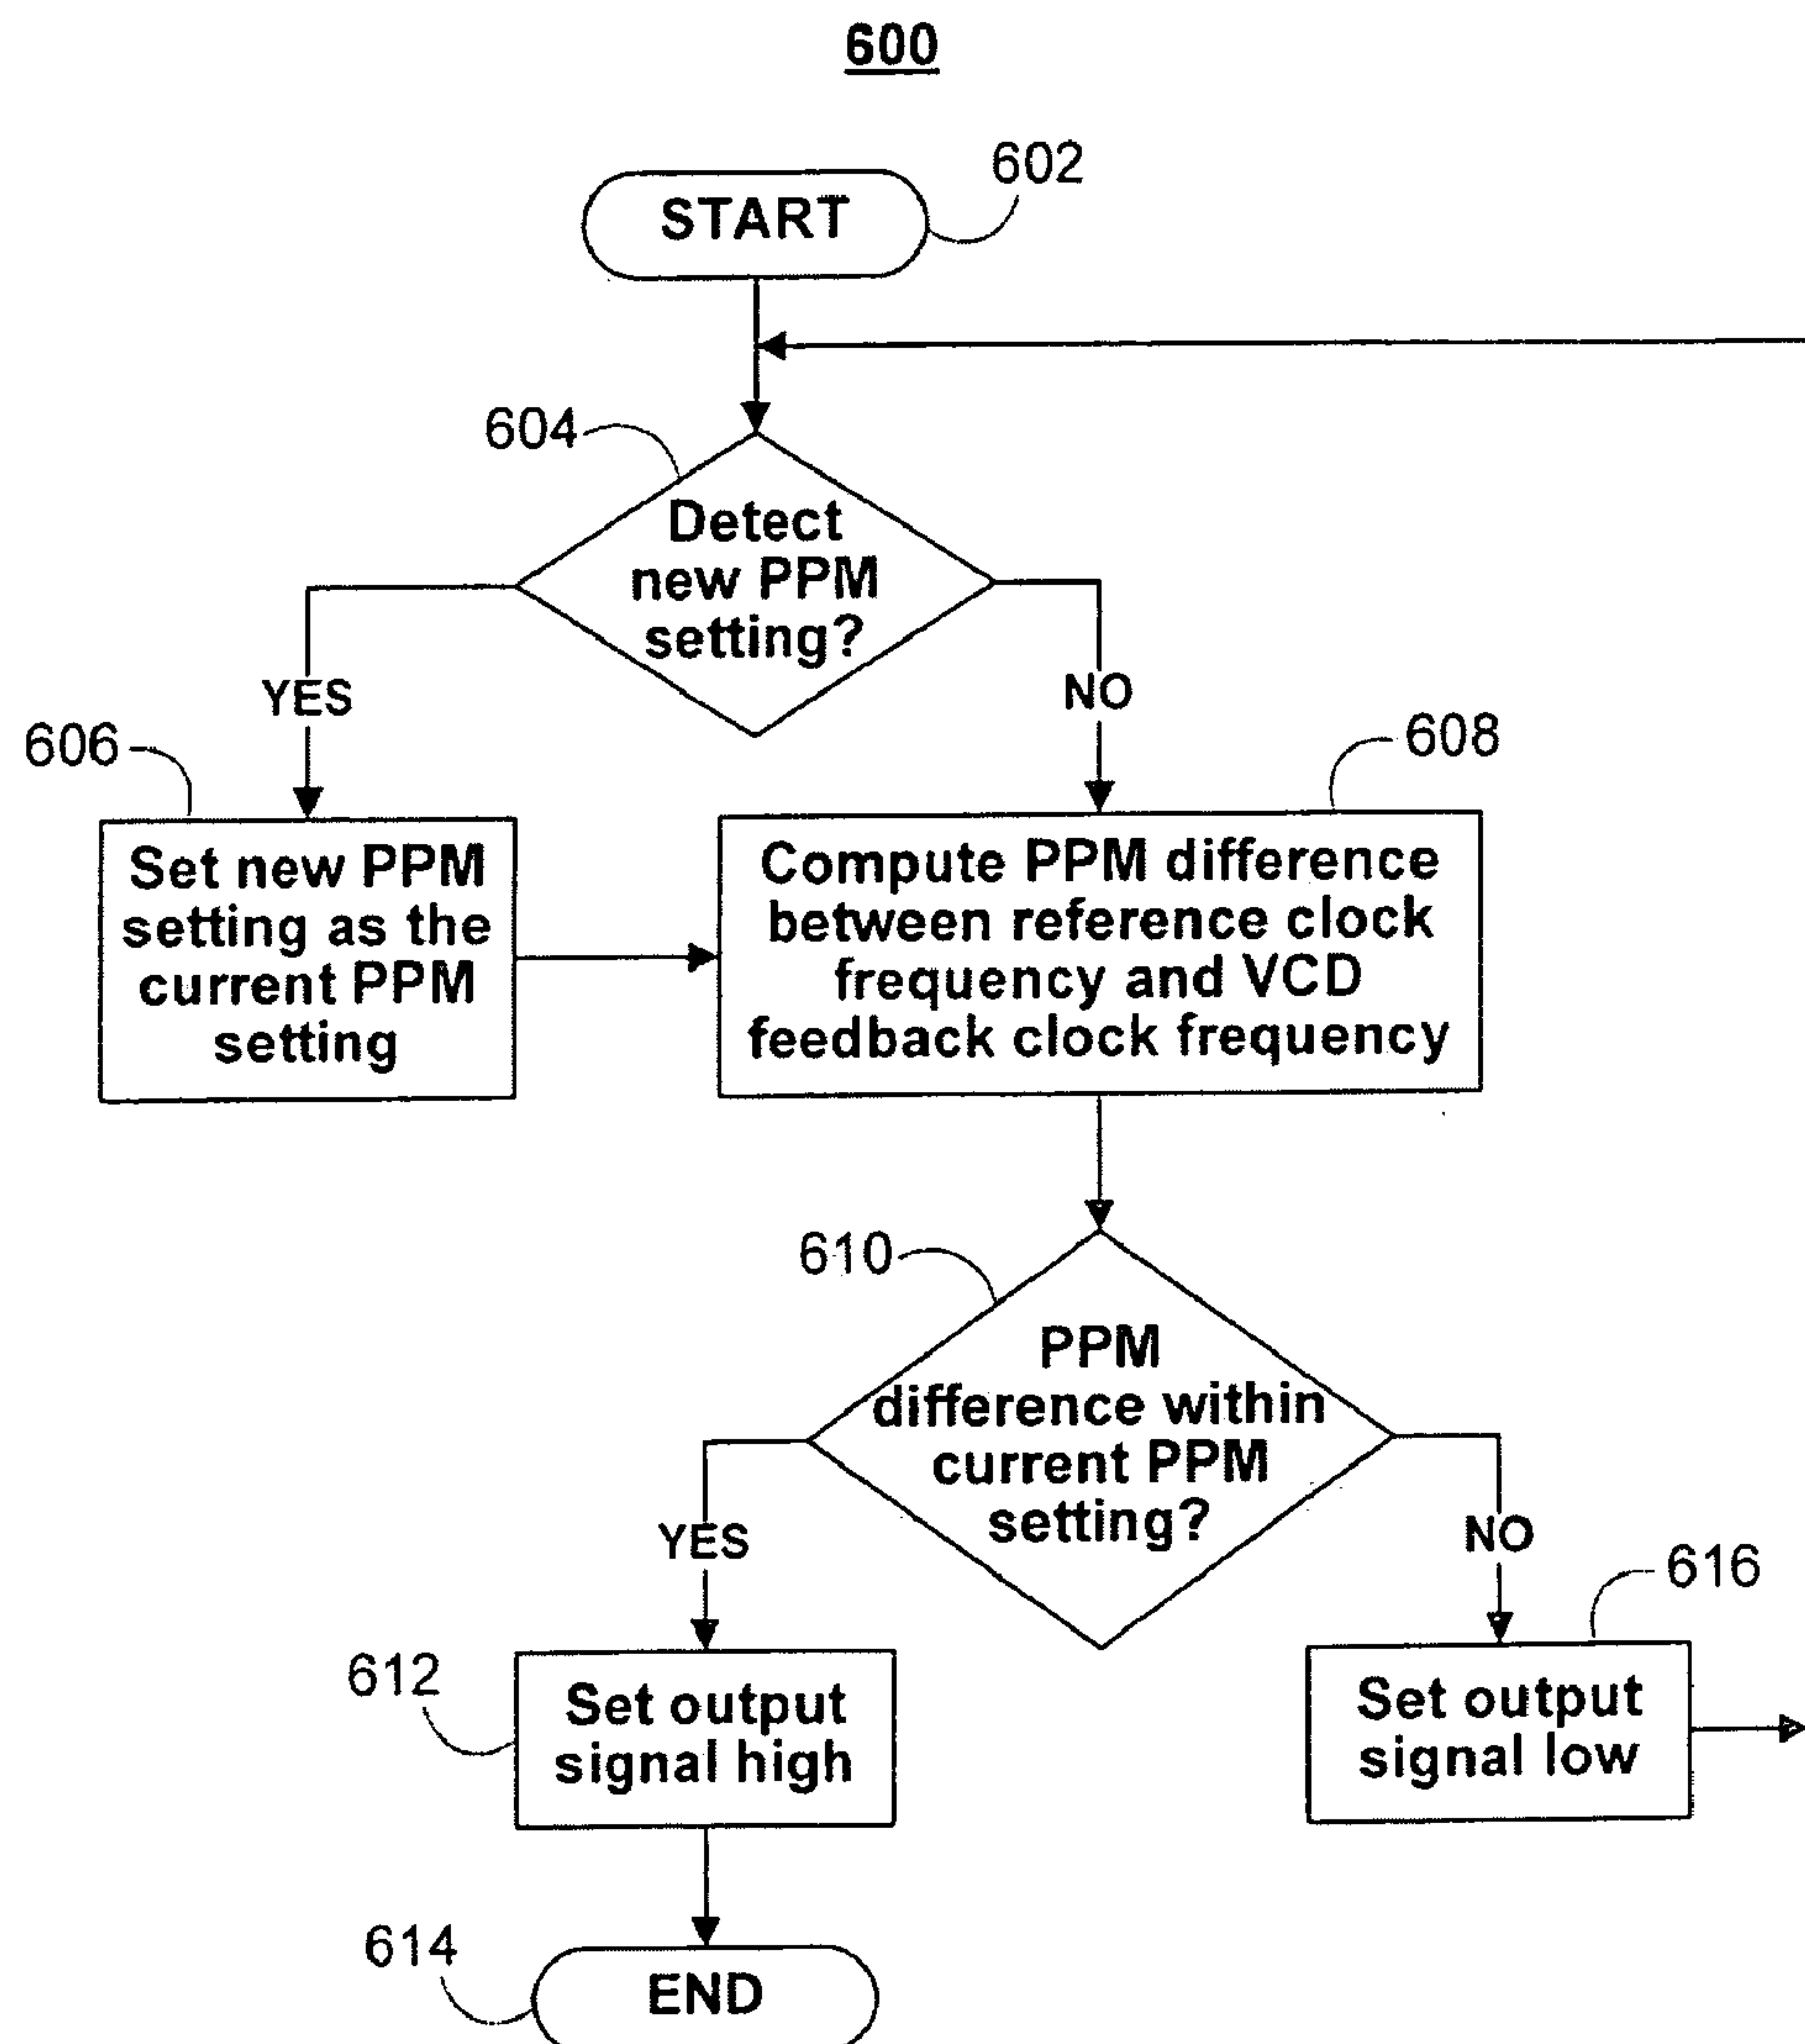 600
START
602
604
Detect
new PPM
setting?
YES
NO
606
608
Set new PPM
setting as the
current PPM
setting
Compute PPM difference
between reference clock
frequency and VCD
feedback clock frequency
610
PPM
difference within
current PPM
setting?
YES
NO
616
612
Set output
signal high
Set output
signal low
614
END